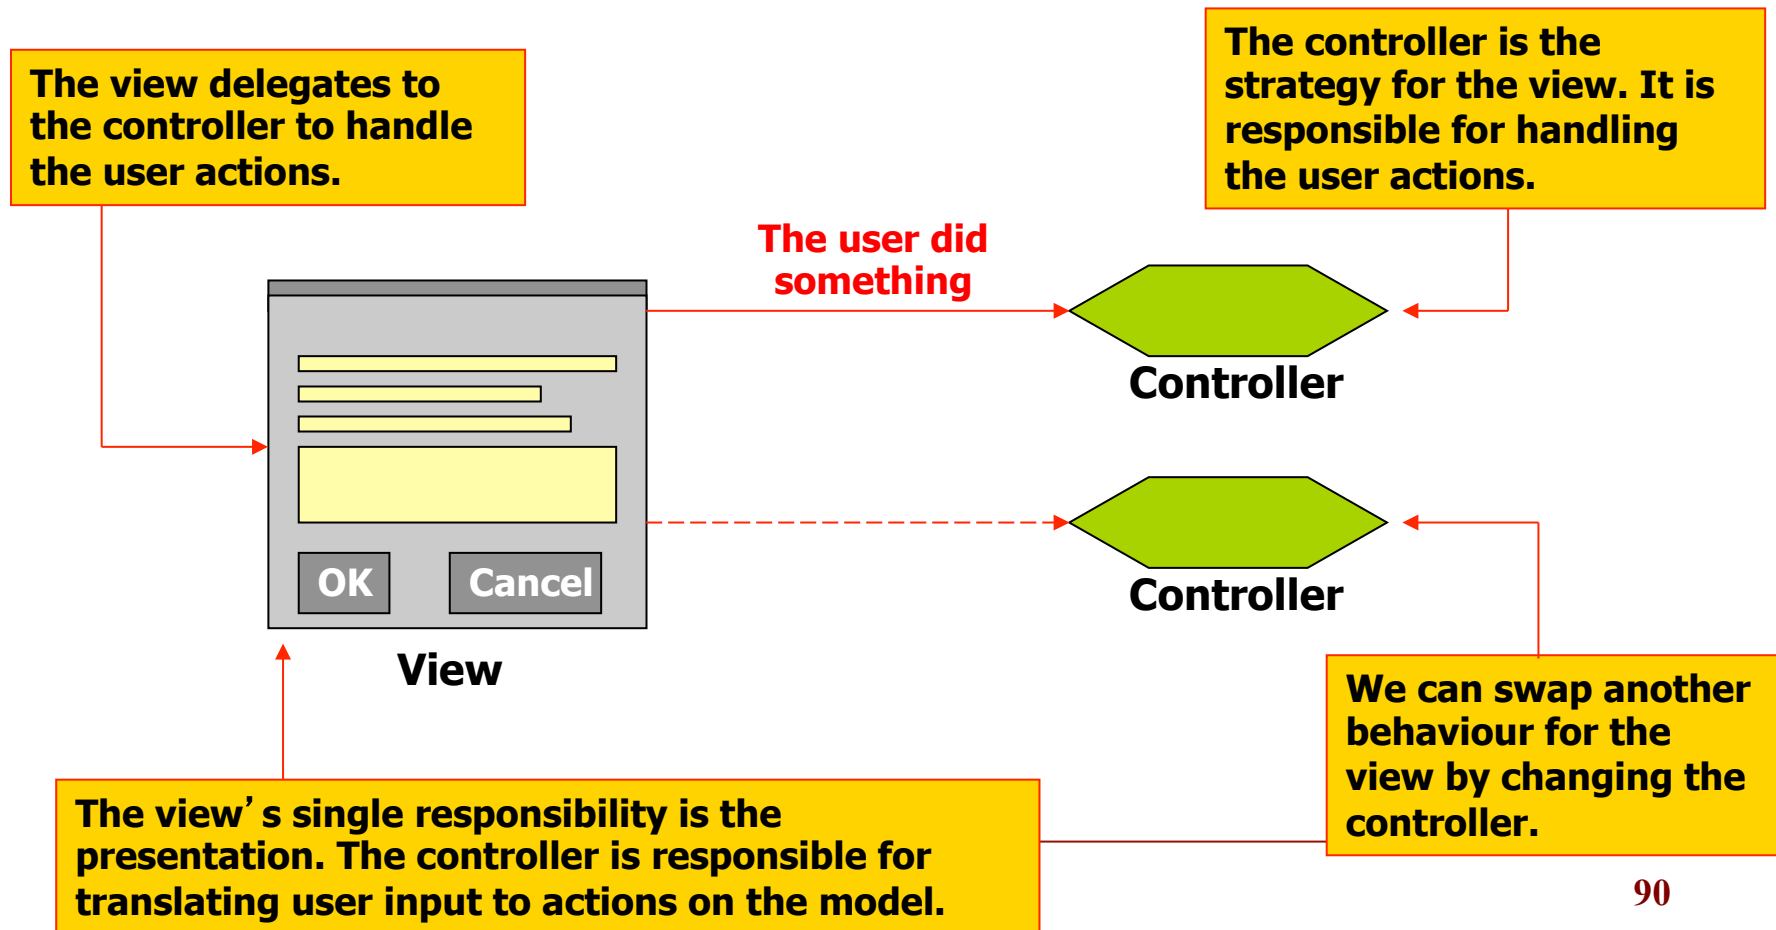 The view delegates to
the controller to handle
the user actions.
The controller is the
strategy for the view. It is
responsible for handling
the user actions.
The user did
something
Controller
Controller
OK
Cancel
View
We can swap another
behaviour for the
view by changing the
controller.
The view’s single responsibility is the
presentation. The controller is responsible for
translating user input to actions on the model.
90